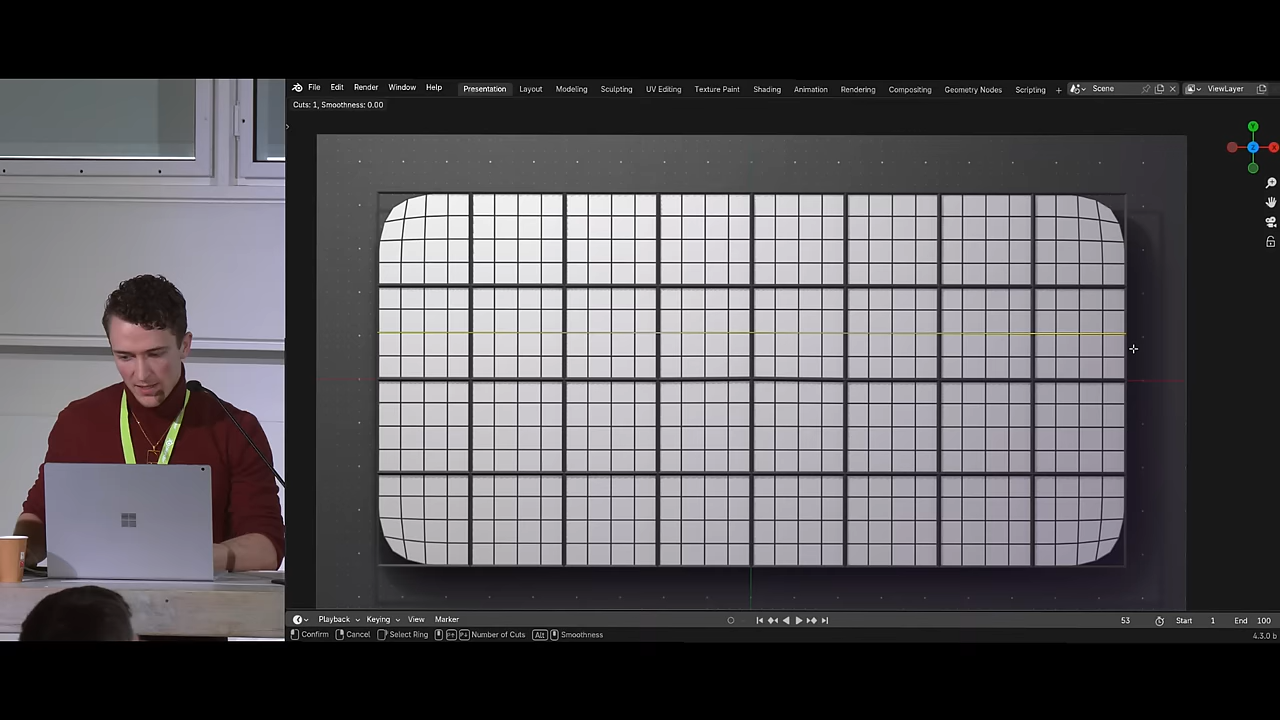 File Edit Render Window Help Presentation Layout Modeling Sculpting UV Editing Texture Paint Shading Animation Rendering Compositing Geometry Nodes Scripting + Scene ViewLayer
Cuts: 1, Smoothness: 0.00
Y
Z
X
Playback Keying View Marker 53 Start 1 End 100
Confirm Cancel Select Ring Number of Cuts Alt Smoothness 4.3.0 b